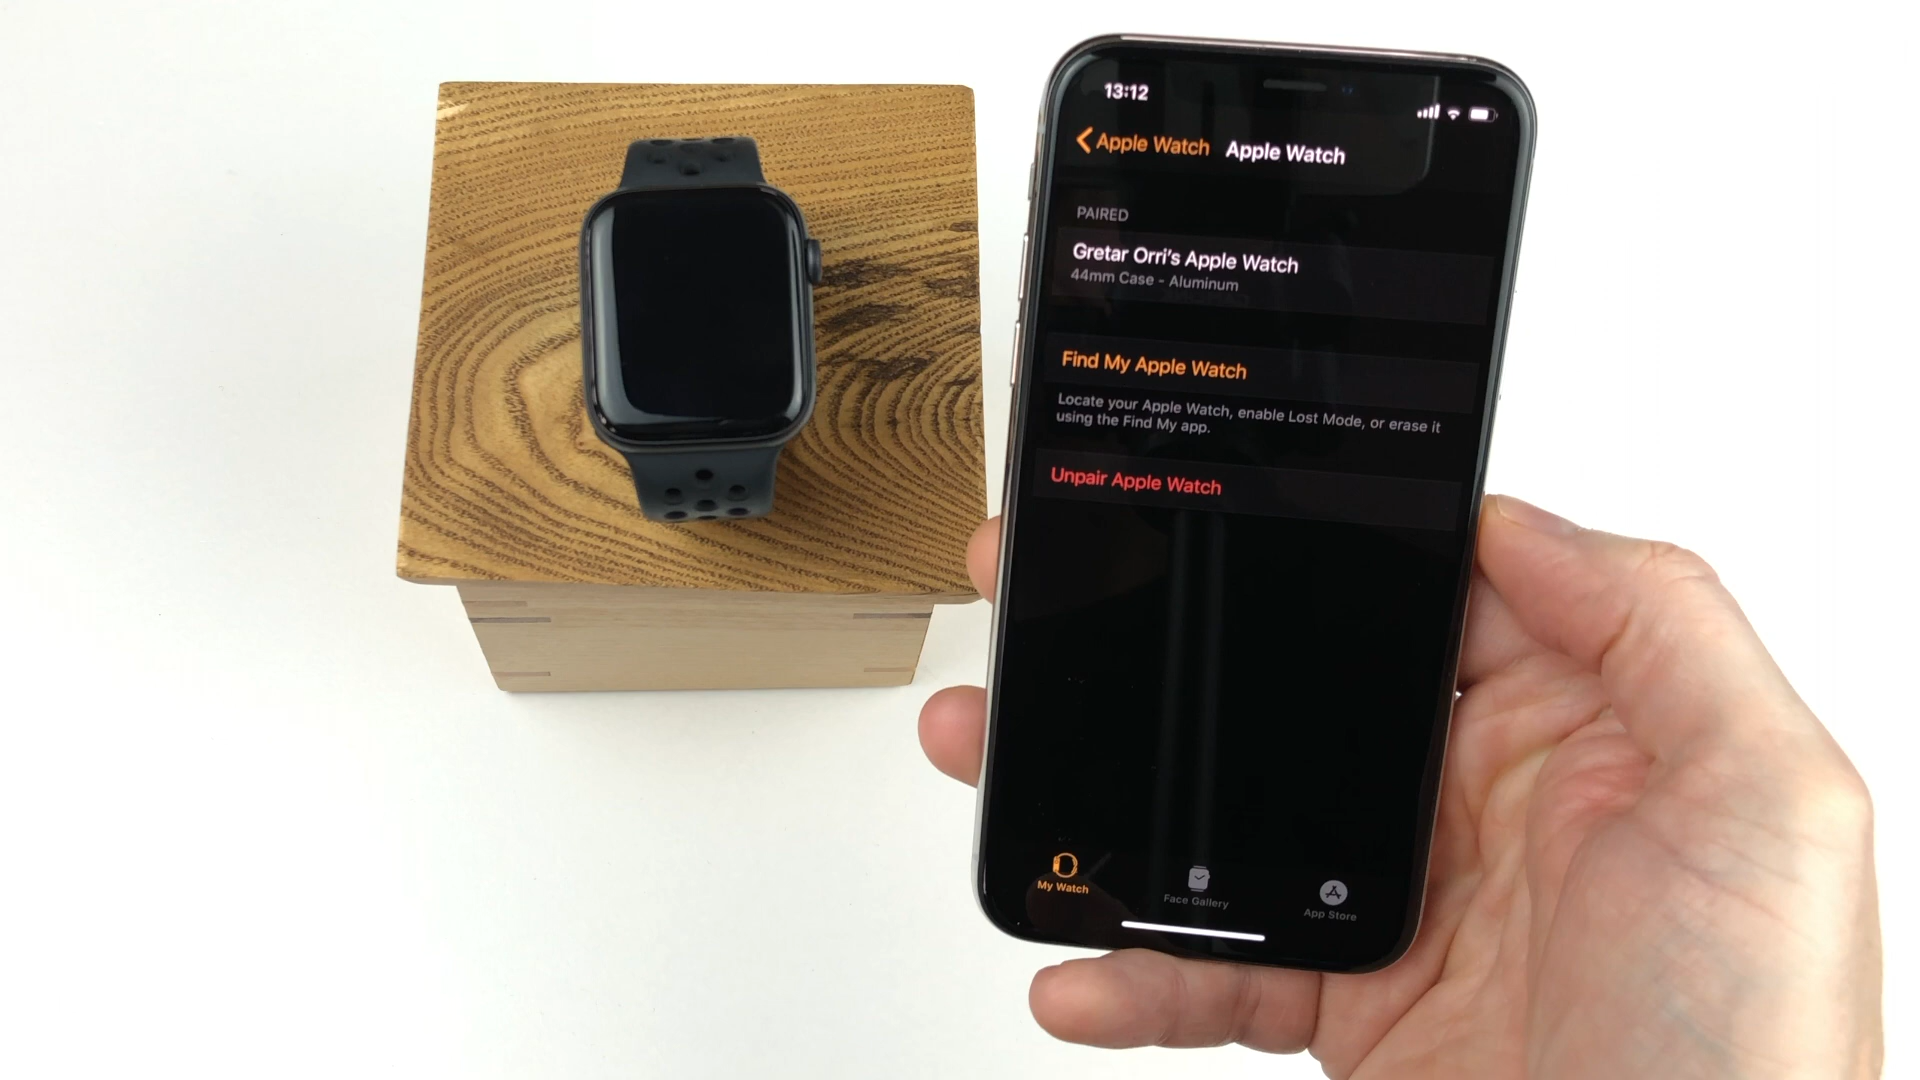 13:12
Apple Watch
Apple Watch
PAIRED
Gretar Orri's Apple Watch
44mm Case - Aluminum
Find My Apple Watch
Locate your Apple Watch, enable Lost Mode, or erase it
using the Find My app.
Unpair Apple Watch
My Watch
Face Gallery
App Store